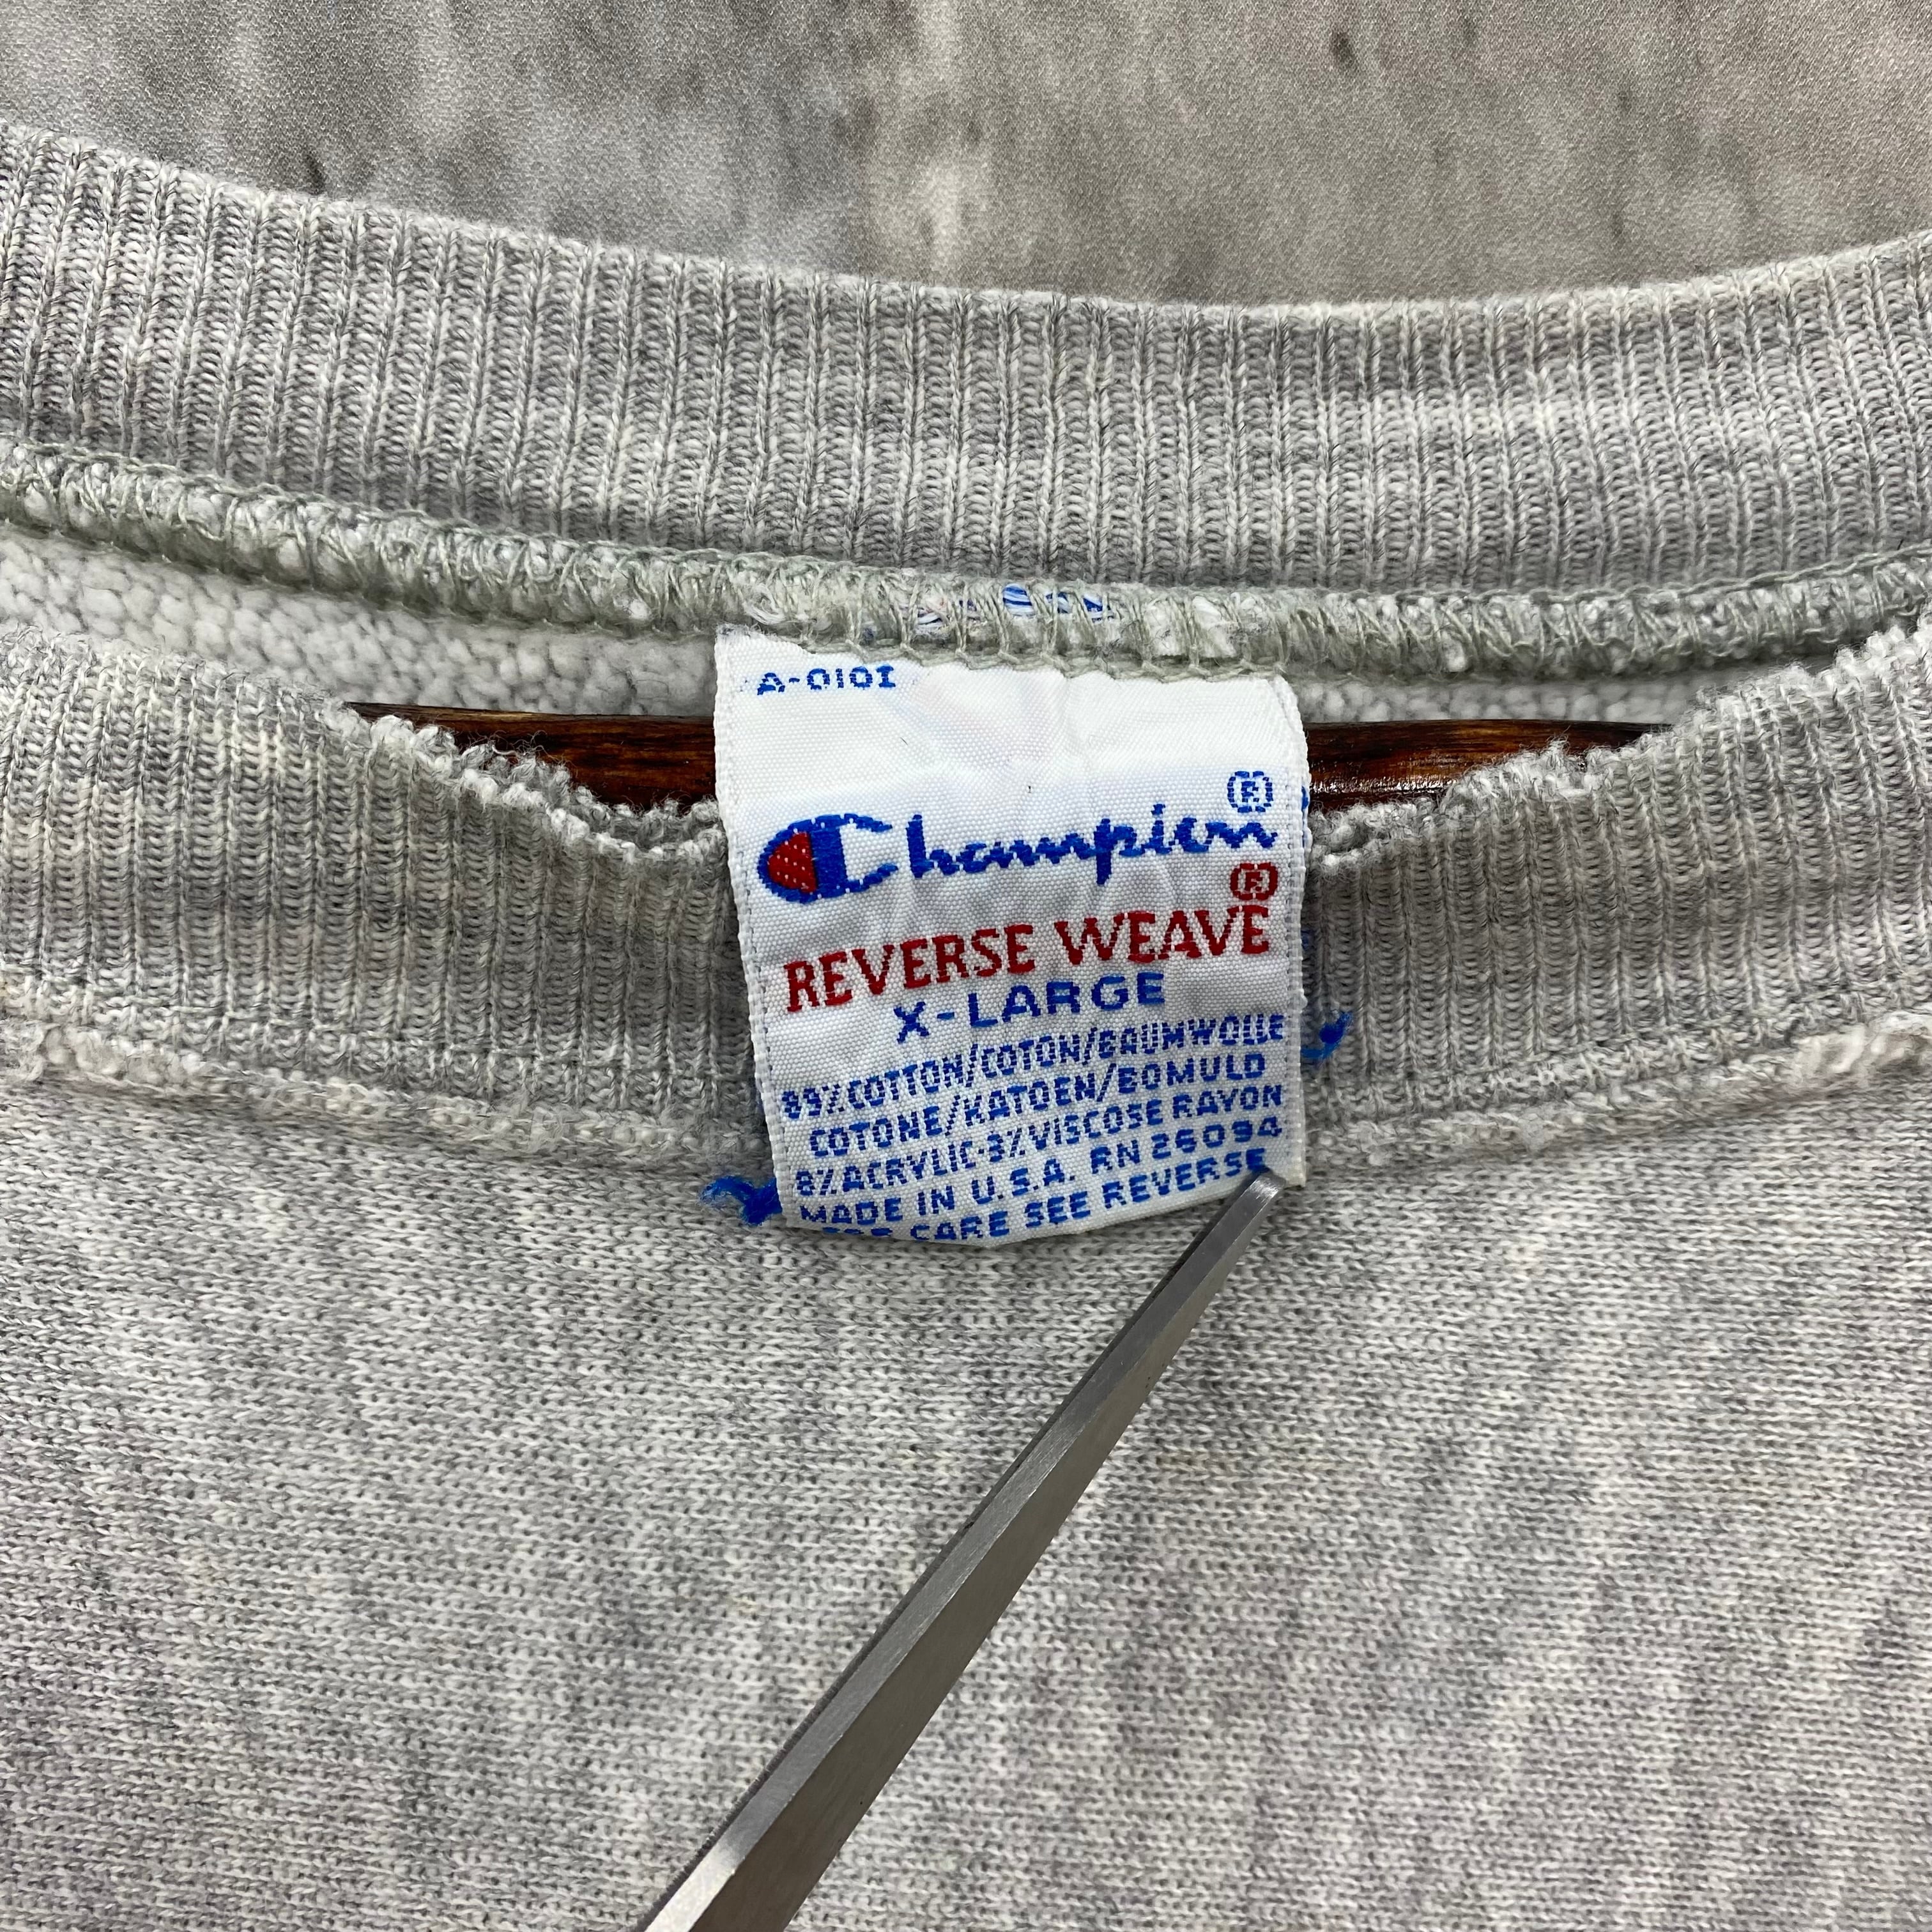 A-0101
Champion®
®
REVERSE WEAVE
X-LARGE
89% COTTON/COTON/BAUMWOLLE
COTONE/KATOEN/BOMULD
8% ACRYLIC-3% VISCOSE RAYON
MADE IN U.S.A. RN 26094
FOR CARE SEE REVERSE